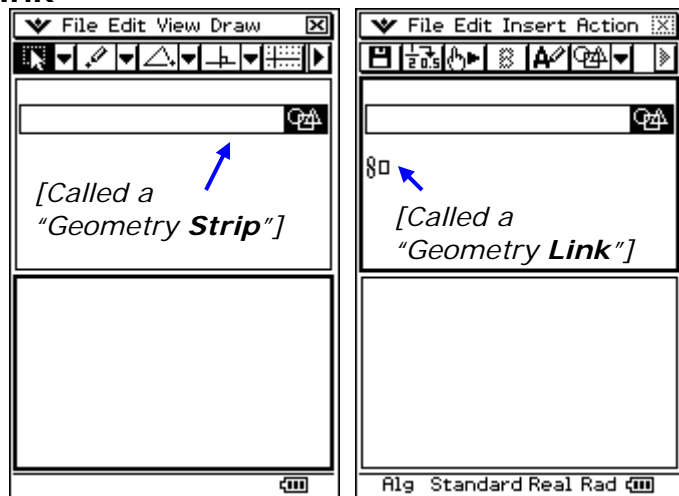 File Edit View Draw
[Called a
"Geometry Strip"]
File Edit Insert Action
[Called a
"Geometry Link"]
Alg Standard Real Rad